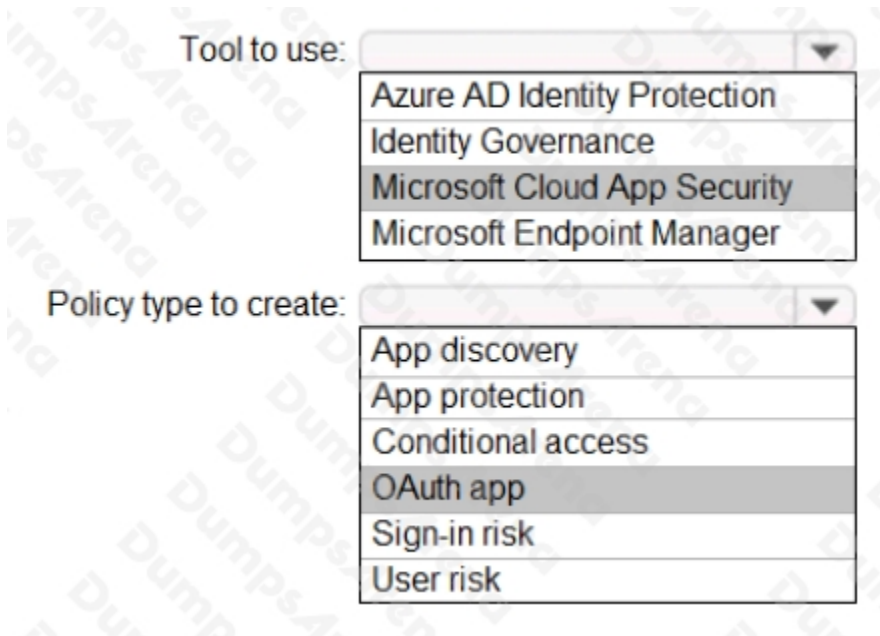 Tool to use:
Azure AD Identity Protection
Identity Governance
Microsoft Cloud App Security
Microsoft Endpoint Manager
Policy type to create:
App discovery
App protection
Conditional access
OAuth app
Sign-in risk
User risk
DumpsArena